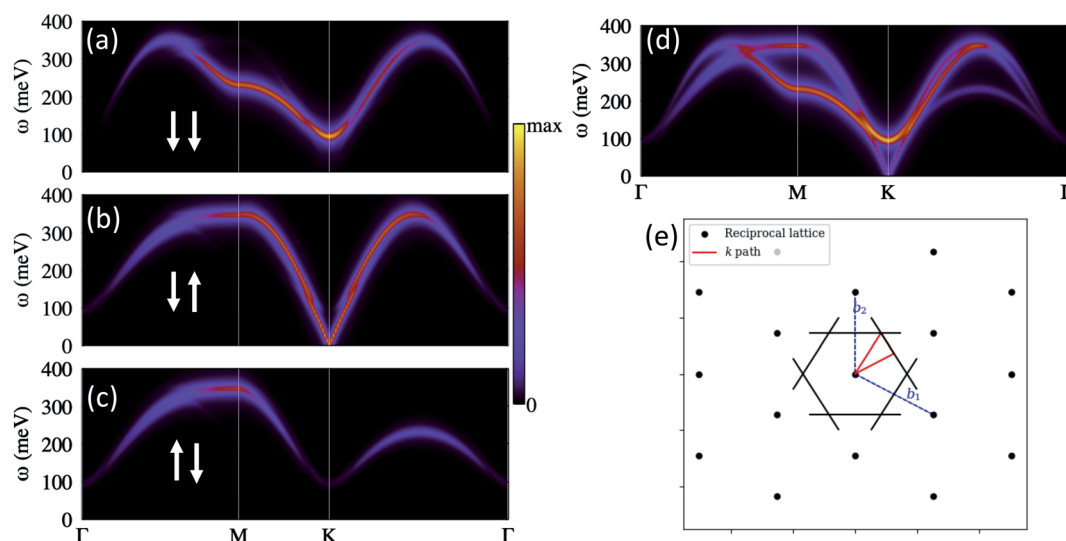 (a)
400
300
200
100
0
ω (meV)
(b)
400
300
200
100
0
ω (meV)
(c)
400
300
200
100
0
ω (meV)
Γ M K Γ
max
0
(d)
400
300
200
100
0
ω (meV)
Γ M K Γ
(e)
Reciprocal lattice
k path
b₂
b₁